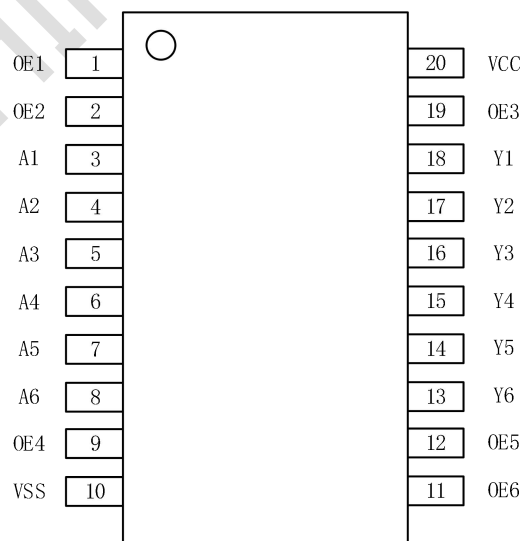 OE1 1 20 VCC
OE2 2 19 OE3
A1 3 18 Y1
A2 4 17 Y2
A3 5 16 Y3
A4 6 15 Y4
A5 7 14 Y5
A6 8 13 Y6
OE4 9 12 OE5
VSS 10 11 OE6